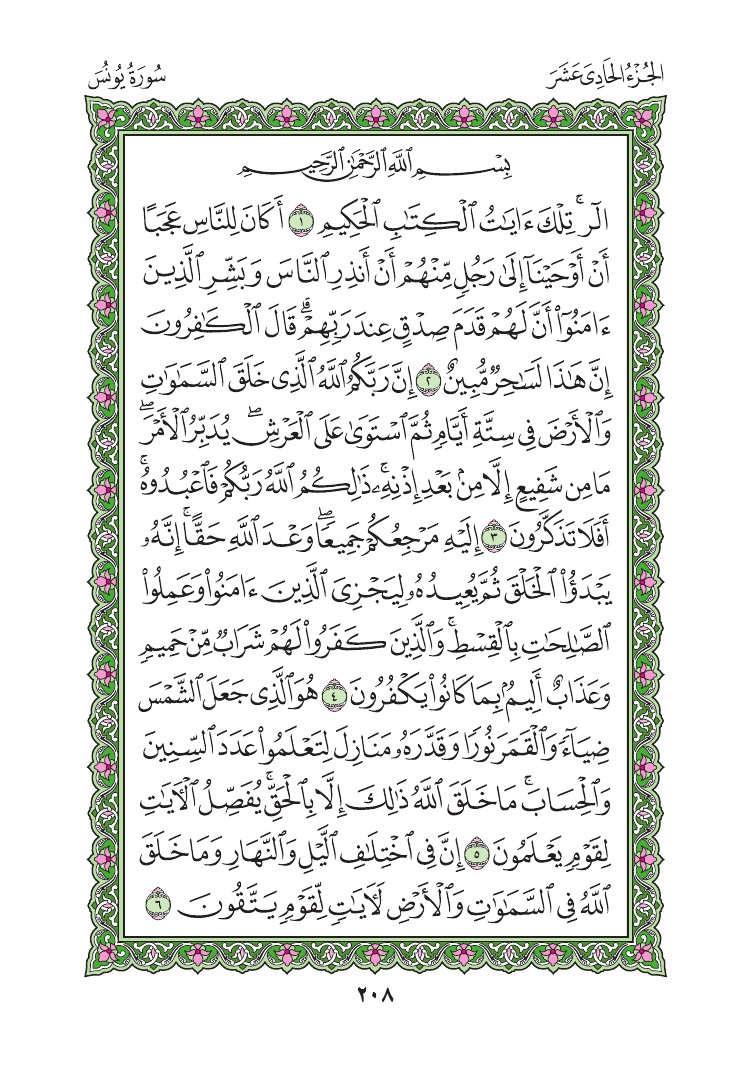 الجُزْءُ الحَادِى عَشَرَ
سُورَةُ يُونُسَ
بِسْمِ ٱللَّهِ ٱلرَّحْمَٰنِ ٱلرَّحِيمِ
الٓر ۚ تِلْكَ ءَايَٰتُ ٱلْكِتَٰبِ ٱلْحَكِيمِ ١ أَكَانَ لِلنَّاسِ عَجَبًا
أَنْ أَوْحَيْنَآ إِلَىٰ رَجُلٍ مِّنْهُمْ أَنْ أَنذِرِ ٱلنَّاسَ وَبَشِّرِ ٱلَّذِينَ
ءَامَنُوٓا۟ أَنَّ لَهُمْ قَدَمَ صِدْقٍ عِندَ رَبِّهِمْ ۗ قَالَ ٱلْكَٰفِرُونَ
إِنَّ هَٰذَا لَسَٰحِرٌ مُّبِينٌ ٢ إِنَّ رَبَّكُمُ ٱللَّهُ ٱلَّذِى خَلَقَ ٱلسَّمَٰوَٰتِ
وَٱلْأَرْضَ فِى سِتَّةِ أَيَّامٍ ثُمَّ ٱسْتَوَىٰ عَلَى ٱلْعَرْشِ ۖ يُدَبِّرُ ٱلْأَمْرَ ۖ
مَا مِن شَفِيعٍ إِلَّا مِنۢ بَعْدِ إِذْنِهِۦ ۚ ذَٰلِكُمُ ٱللَّهُ رَبُّكُمْ فَٱعْبُدُوهُ ۚ
أَفَلَا تَذَكَّرُونَ ٣ إِلَيْهِ مَرْجِعُكُمْ جَمِيعًا ۖ وَعْدَ ٱللَّهِ حَقًّا ۚ إِنَّهُۥ
يَبْدَؤُا۟ ٱلْخَلْقَ ثُمَّ يُعِيدُهُۥ لِيَجْزِىَ ٱلَّذِينَ ءَامَنُوا۟ وَعَمِلُوا۟
ٱلصَّٰلِحَٰتِ بِٱلْقِسْطِ ۚ وَٱلَّذِينَ كَفَرُوا۟ لَهُمْ شَرَابٌ مِّنْ حَمِيمٍ
وَعَذَابٌ أَلِيمٌۢ بِمَا كَانُوا۟ يَكْفُرُونَ ٤ هُوَ ٱلَّذِى جَعَلَ ٱلشَّمْسَ
ضِيَآءً وَٱلْقَمَرَ نُورًا وَقَدَّرَهُۥ مَنَازِلَ لِتَعْلَمُوا۟ عَدَدَ ٱلسِّنِينَ
وَٱلْحِسَابَ ۚ مَا خَلَقَ ٱللَّهُ ذَٰلِكَ إِلَّا بِٱلْحَقِّ ۚ يُفَصِّلُ ٱلْءَايَٰتِ
لِقَوْمٍ يَعْلَمُونَ ٥ إِنَّ فِى ٱخْتِلَٰفِ ٱلَّيْلِ وَٱلنَّهَارِ وَمَا خَلَقَ
ٱللَّهُ فِى ٱلسَّمَٰوَٰتِ وَٱلْأَرْضِ لَءَايَٰتٍ لِّقَوْمٍ يَتَّقُونَ ٦
٢٠٨